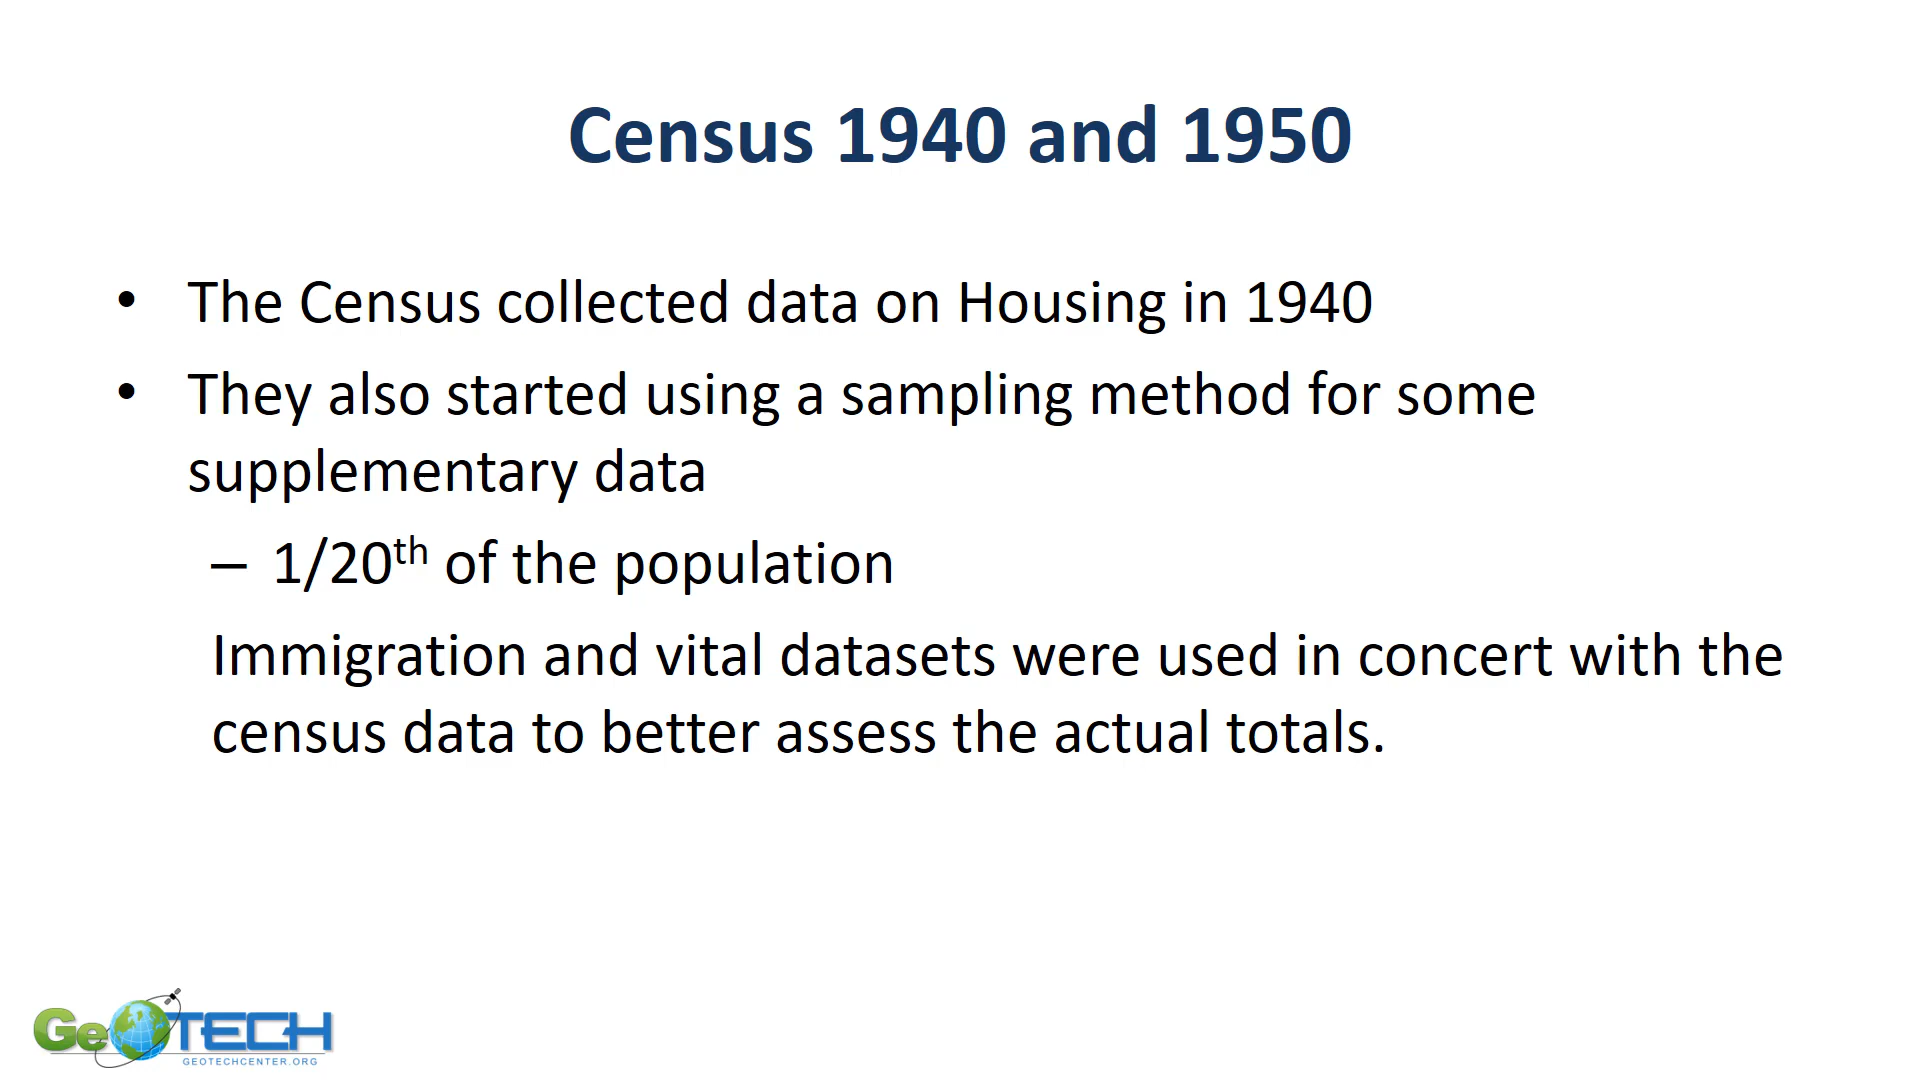 Census 1940 and 1950
• The Census collected data on Housing in 1940
• They also started using a sampling method for some
supplementary data
– 1/20th of the population
Immigration and vital datasets were used in concert with the
census data to better assess the actual totals.
GeoTECH
GEOTECHCENTER.ORG